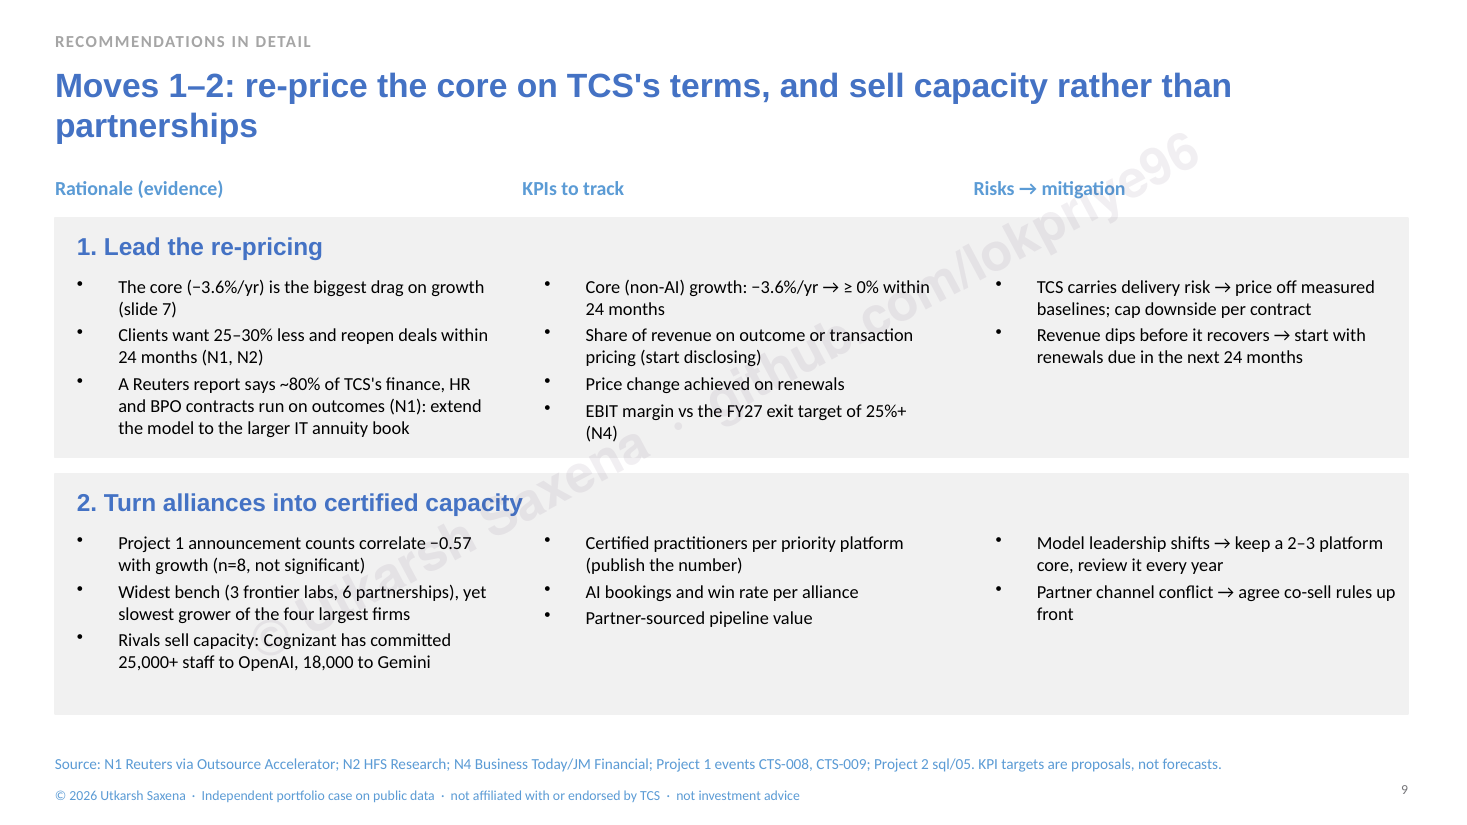 RECOMMENDATIONS IN DETAIL
Moves 1–2: re-price the core on TCS's terms, and sell capacity rather than
partnerships
Rationale (evidence)
KPIs to track
Risks → mitigation
1. Lead the re-pricing
• The core (−3.6%/yr) is the biggest drag on growth
(slide 7)
• Clients want 25–30% less and reopen deals within
24 months (N1, N2)
• A Reuters report says ~80% of TCS's finance, HR
and BPO contracts run on outcomes (N1): extend
the model to the larger IT annuity book
• Core (non-AI) growth: −3.6%/yr → ≥ 0% within
24 months
• Share of revenue on outcome or transaction
pricing (start disclosing)
• Price change achieved on renewals
• EBIT margin vs the FY27 exit target of 25%+
(N4)
• TCS carries delivery risk → price off measured
baselines; cap downside per contract
• Revenue dips before it recovers → start with
renewals due in the next 24 months
2. Turn alliances into certified capacity
• Project 1 announcement counts correlate −0.57
with growth (n=8, not significant)
• Widest bench (3 frontier labs, 6 partnerships), yet
slowest grower of the four largest firms
• Rivals sell capacity: Cognizant has committed
25,000+ staff to OpenAI, 18,000 to Gemini
• Certified practitioners per priority platform
(publish the number)
• AI bookings and win rate per alliance
• Partner-sourced pipeline value
• Model leadership shifts → keep a 2–3 platform
core, review it every year
• Partner channel conflict → agree co-sell rules up
front
© Utkarsh Saxena · github.com/lokpriye96
Source: N1 Reuters via Outsource Accelerator; N2 HFS Research; N4 Business Today/JM Financial; Project 1 events CTS-008, CTS-009; Project 2 sql/05. KPI targets are proposals, not forecasts.
© 2026 Utkarsh Saxena · Independent portfolio case on public data · not affiliated with or endorsed by TCS · not investment advice
9